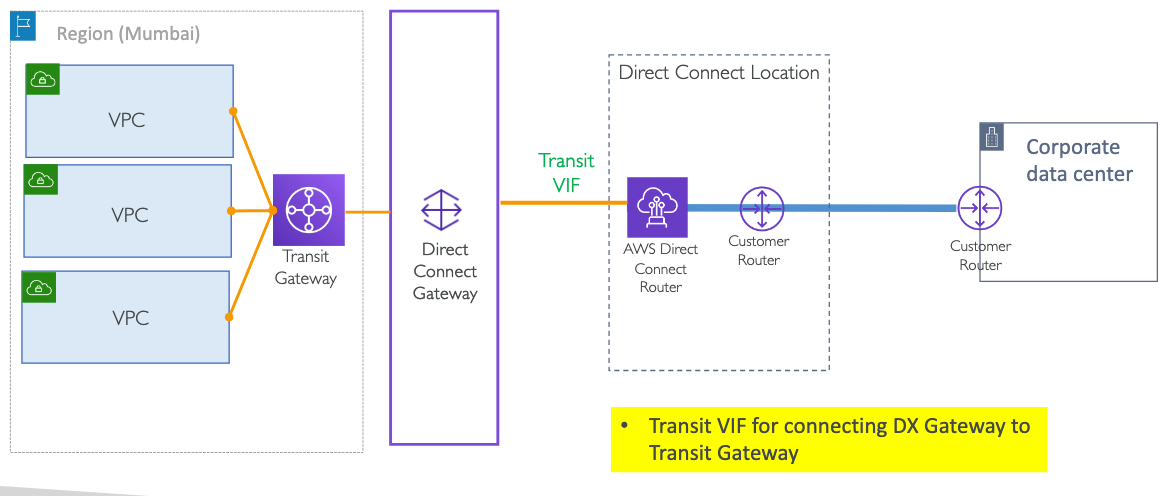 Region (Mumbai)
VPC
VPC
VPC
Transit
Gateway
Direct
Connect
Gateway
Transit
VIF
Direct Connect Location
AWS Direct
Connect
Router
Customer
Router
Corporate
data center
Customer
Router
• Transit VIF for connecting DX Gateway to
Transit Gateway